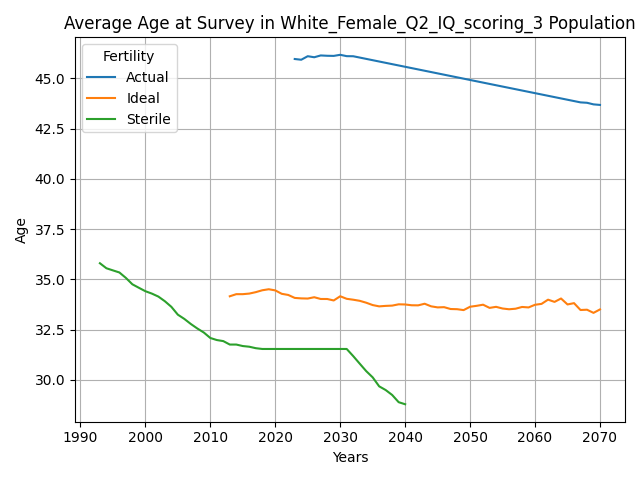 Average Age at Survey in White_Female_Q2_IQ_scoring_3 Population
Fertility
Actual
Ideal
Sterile
Age
45.0
42.5
40.0
37.5
35.0
32.5
30.0
1990 2000 2010 2020 2030 2040 2050 2060 2070
Years